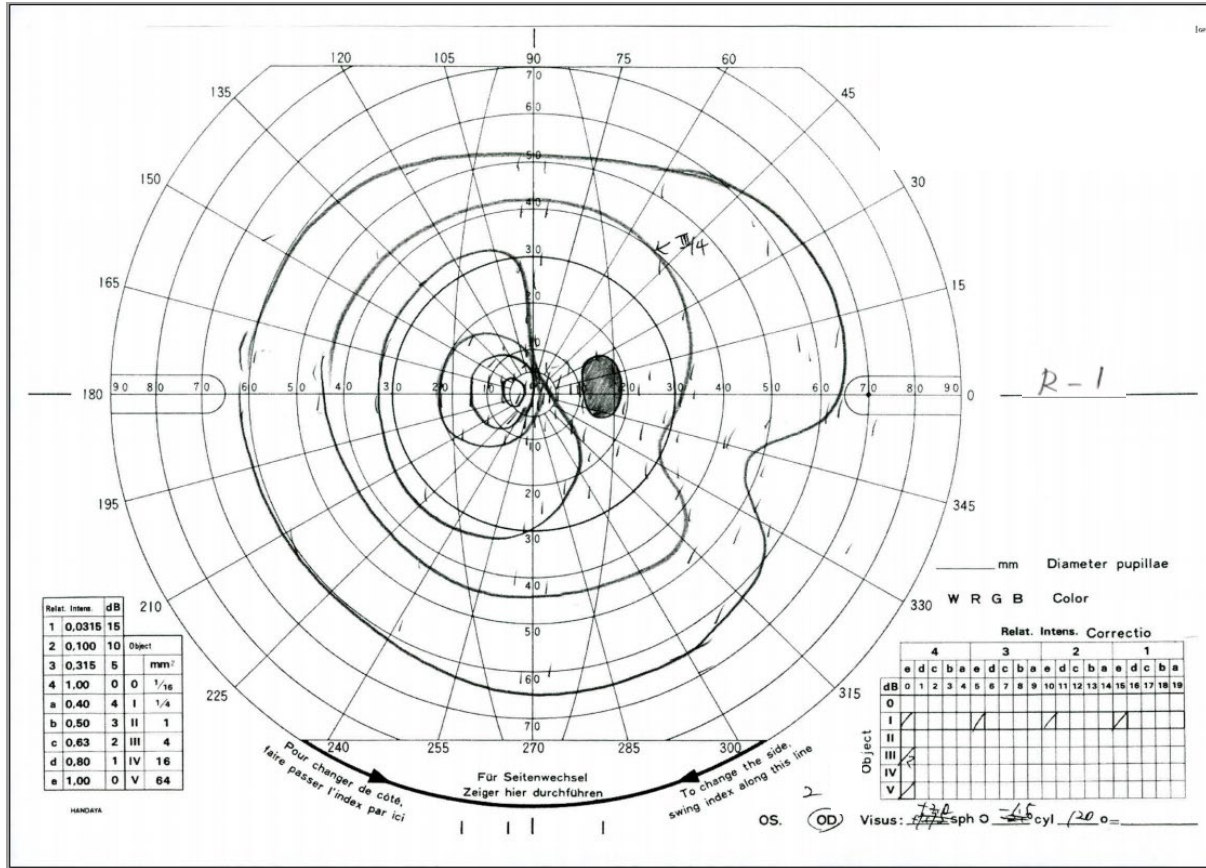 120 105 90 75 60
135 45
150 30
165 15
180 0
195 345
210 330
225 315
240 255 270 285 300
70
60
50
40
30
20
10
90 80 70 60 50 40 30 20 10 10 20 30 40 50 60 70 80 90
10
20
30
40
50
60
70
← III/4
R-1
mm Diameter pupillae
W R G B Color
Relat. Intens. Correctio
4 3 2 1
e d c b a e d c b a e d c b a e d c b a
dB 0 1 2 3 4 5 6 7 8 9 10 11 12 13 14 15 16 17 18 19
Object
O
I
II
III
IV
V
Relat. Intens. dB
1 0,0315 15
2 0,100 10 Object
3 0,315 5 mm²
4 1.00 0 O 1/16
a 0,40 4 I 1/4
b 0,50 3 II 1
c 0,63 2 III 4
d 0,80 1 IV 16
e 1.00 0 V 64
HANDAYA
Pour changer de côté,
faire passer l'index par ici
Für Seitenwechsel
Zeiger hier durchführen
To change the side,
swing index along this line
2
OS. OD Visus: sph cyl 120 o=